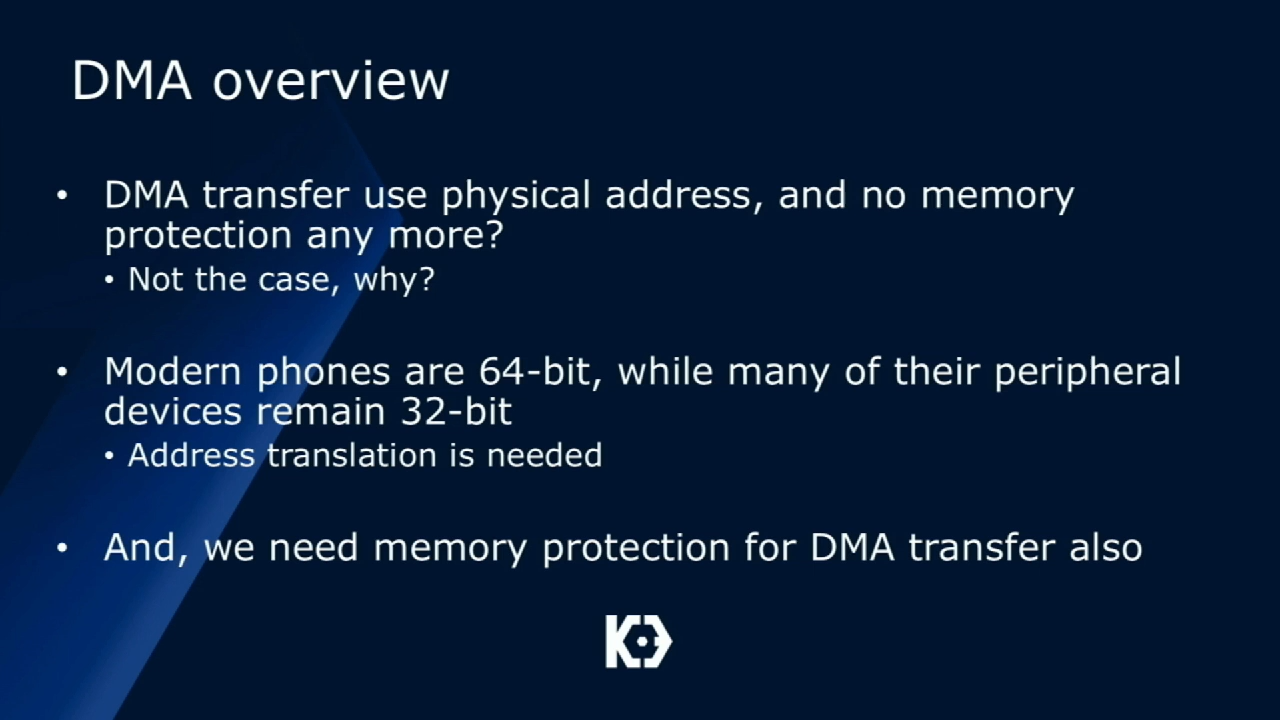 DMA overview
• DMA transfer use physical address, and no memory
protection any more?
• Not the case, why?
• Modern phones are 64-bit, while many of their peripheral
devices remain 32-bit
• Address translation is needed
• And, we need memory protection for DMA transfer also